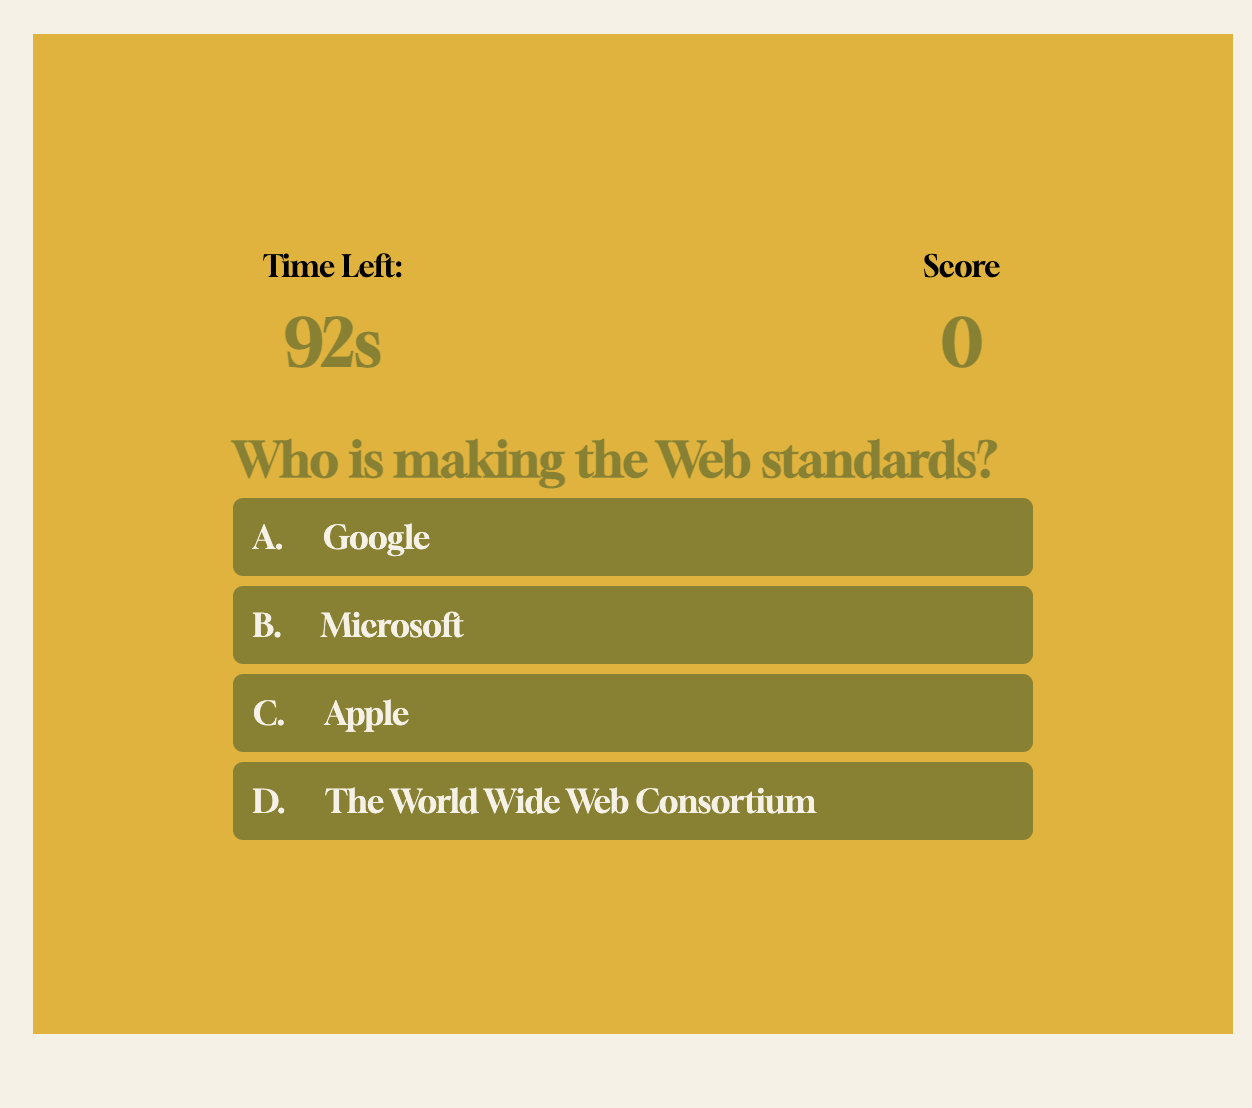 Time Left:
Score
92s
0
Who is making the Web standards?
A. Google
B. Microsoft
C. Apple
D. The World Wide Web Consortium